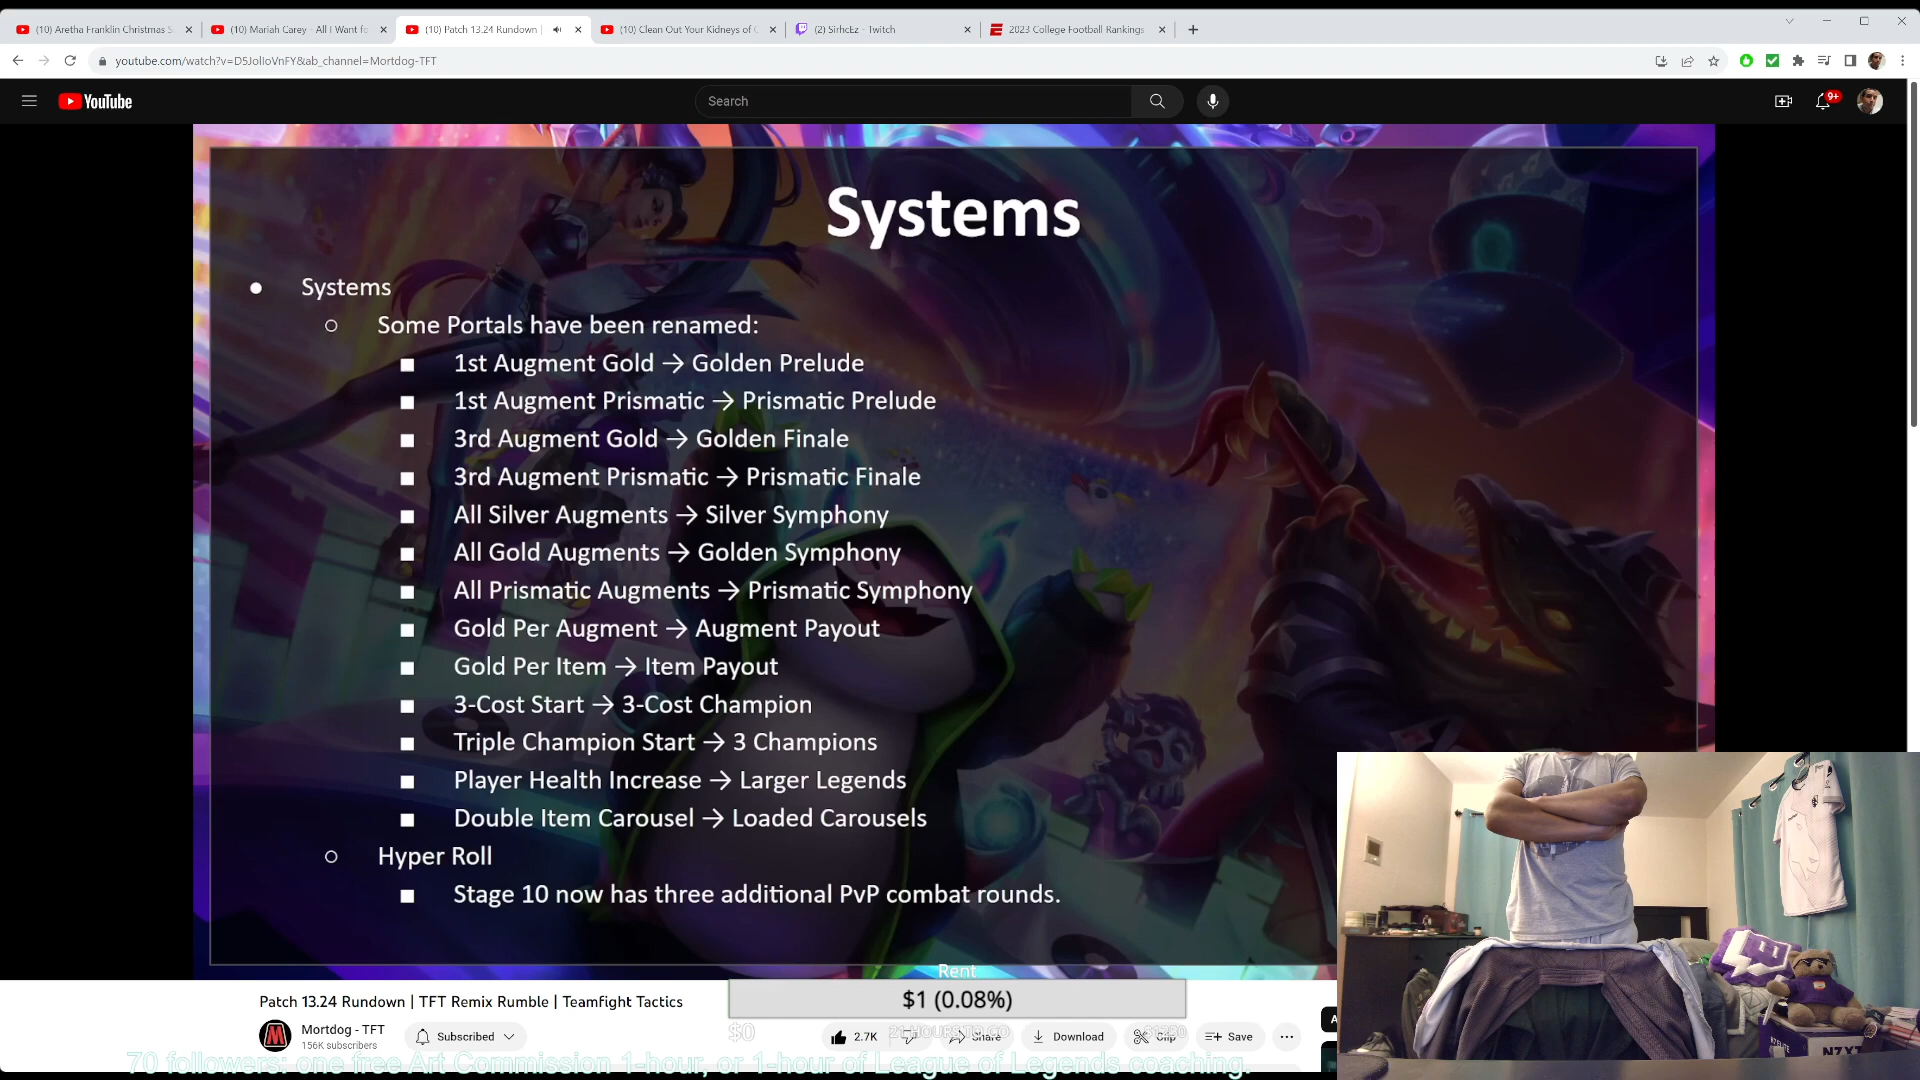 (10) Aretha Franklin Christmas S
(10) Mariah Carey - All I Want fo
(10) Patch 13.24 Rundown |
(10) Clean Out Your Kidneys of C
(2) SirhcEz - Twitch
2023 College Football Rankings
youtube.com/watch?v=D5JoIioVnFY&ab_channel=Mortdog-TFT
YouTube
Search
9+
Systems
Systems
Some Portals have been renamed:
1st Augment Gold → Golden Prelude
1st Augment Prismatic → Prismatic Prelude
3rd Augment Gold → Golden Finale
3rd Augment Prismatic → Prismatic Finale
All Silver Augments → Silver Symphony
All Gold Augments → Golden Symphony
All Prismatic Augments → Prismatic Symphony
Gold Per Augment → Augment Payout
Gold Per Item → Item Payout
3-Cost Start → 3-Cost Champion
Triple Champion Start → 3 Champions
Player Health Increase → Larger Legends
Double Item Carousel → Loaded Carousels
Hyper Roll
Stage 10 now has three additional PvP combat rounds.
Rent
$1 (0.08%)
Patch 13.24 Rundown | TFT Remix Rumble | Teamfight Tactics
Mortdog - TFT
156K subscribers
Subscribed
$0
21 HOURS TO GO
$1250
2.7K
Share
Download
Clip
Save
70 followers: one free Art Commission 1-hour, or 1-hour of League of Legends coaching.
NZXT